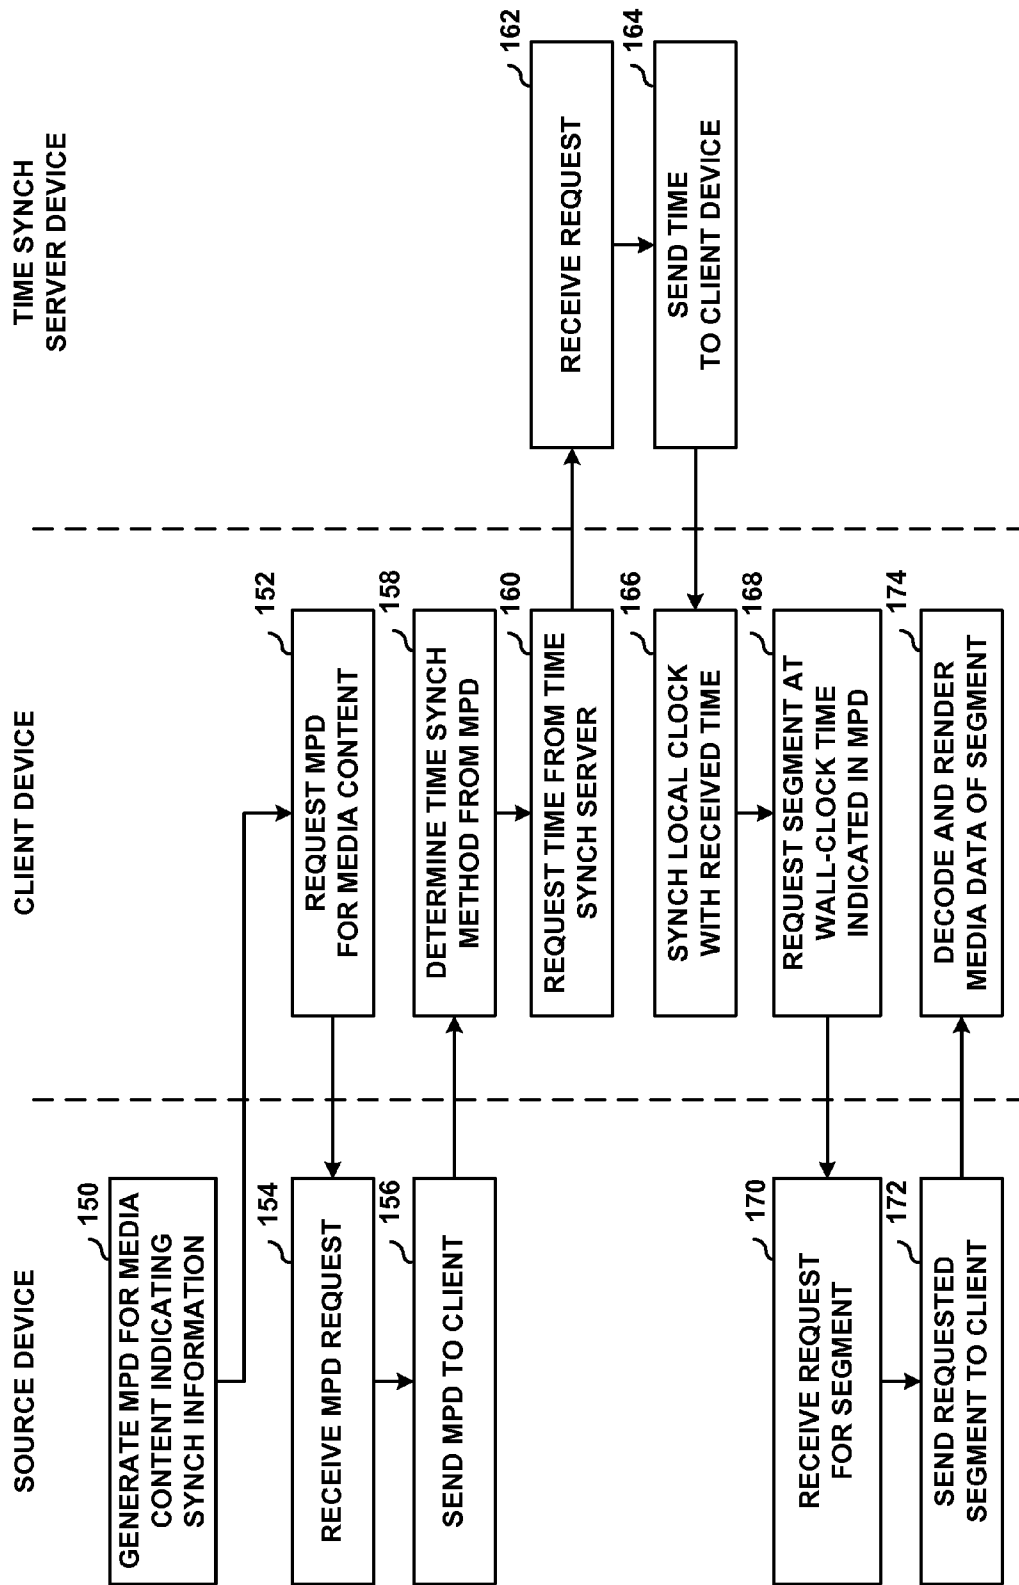 SOURCE DEVICE
CLIENT DEVICE
TIME SYNCH
SERVER DEVICE
150
GENERATE MPD FOR MEDIA
CONTENT INDICATING
SYNCH INFORMATION
152
REQUEST MPD
FOR MEDIA CONTENT
154
RECEIVE MPD REQUEST
156
SEND MPD TO CLIENT
158
DETERMINE TIME SYNCH
METHOD FROM MPD
160
REQUEST TIME FROM TIME
SYNCH SERVER
162
RECEIVE REQUEST
164
SEND TIME
TO CLIENT DEVICE
166
SYNCH LOCAL CLOCK
WITH RECEIVED TIME
168
REQUEST SEGMENT AT
WALL-CLOCK TIME
INDICATED IN MPD
170
RECEIVE REQUEST
FOR SEGMENT
172
SEND REQUESTED
SEGMENT TO CLIENT
174
DECODE AND RENDER
MEDIA DATA OF SEGMENT